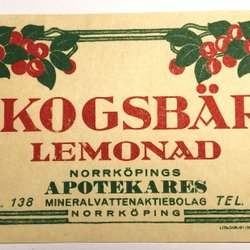 KOGSBÄR
LEMONAD
NORRKÖPINGS
APOTEKARES
138 MINERALVATTENAKTIEBOLAG TEL.
NORRKÖPING